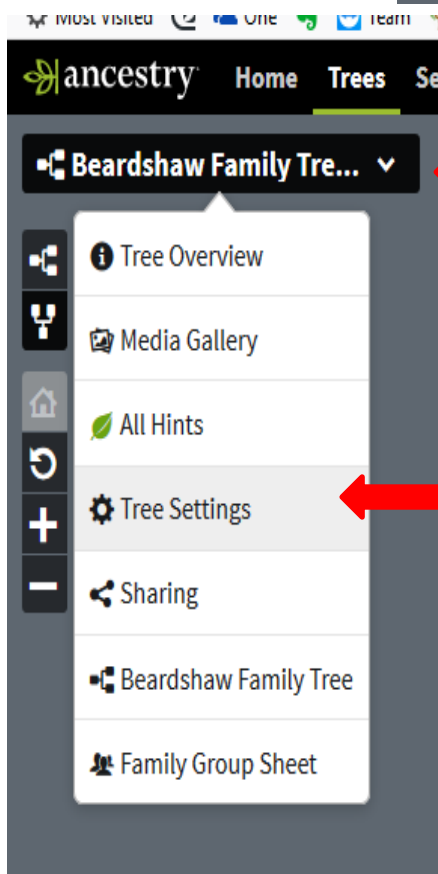 Most Visited One Team
ancestry Home Trees Se
Beardshaw Family Tre...
Tree Overview
Media Gallery
All Hints
Tree Settings
Sharing
Beardshaw Family Tree
Family Group Sheet